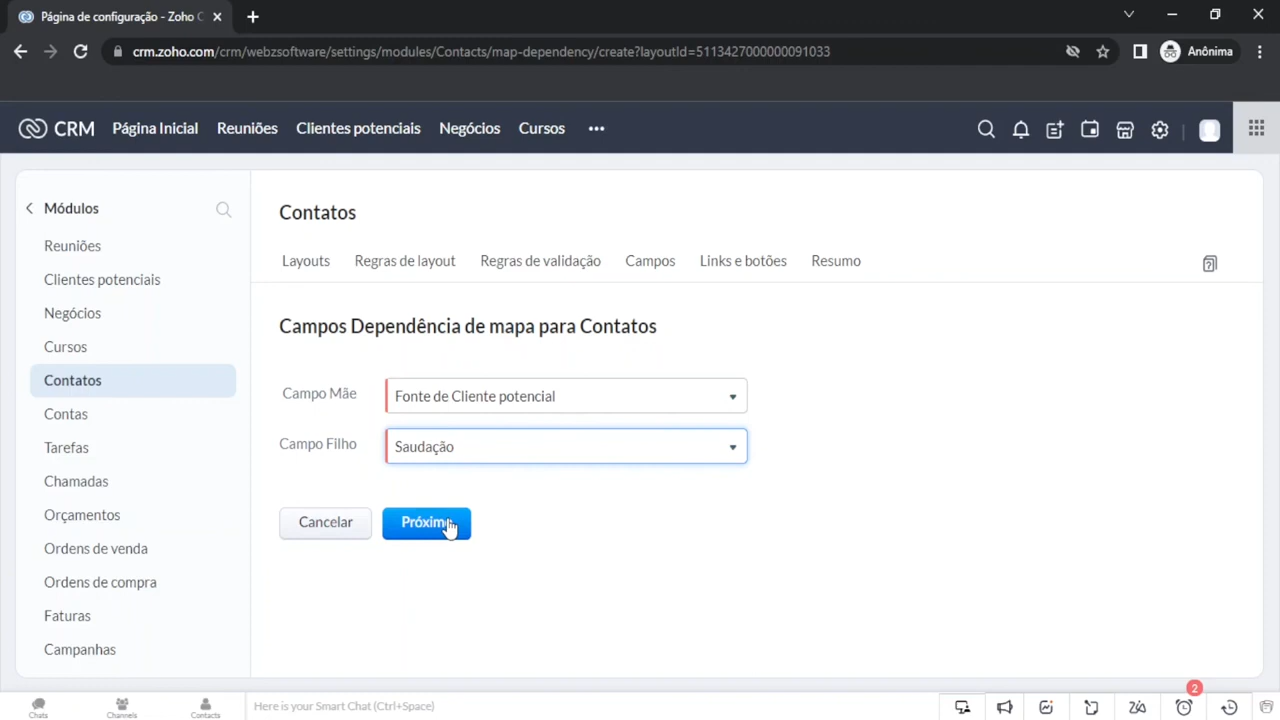 Página de configuração - Zoho C
crm.zoho.com/crm/webzsoftware/settings/modules/Contacts/map-dependency/create?layoutId=5113427000000091033
Anônima
CRM
Página Inicial
Reuniões
Clientes potenciais
Negócios
Cursos
Módulos
Reuniões
Clientes potenciais
Negócios
Cursos
Contatos
Contas
Tarefas
Chamadas
Orçamentos
Ordens de venda
Ordens de compra
Faturas
Campanhas
Contatos
Layouts
Regras de layout
Regras de validação
Campos
Links e botões
Resumo
Campos Dependência de mapa para Contatos
Campo Mãe
Fonte de Cliente potencial
Campo Filho
Saudação
Cancelar
Próximo
Chats
Channels
Contacts
Here is your Smart Chat (Ctrl+Space)
2